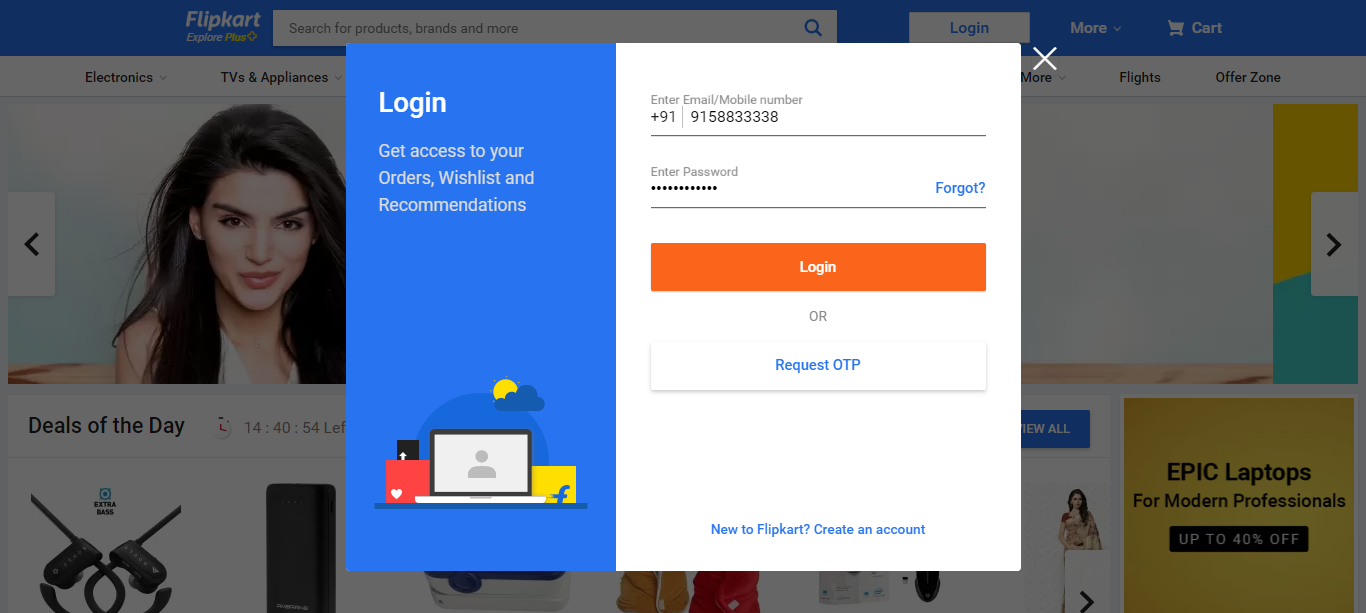 Flipkart
Explore Plus
Search for products, brands and more
Login
More
Cart
Electronics
TVs & Appliances
More
Flights
Offer Zone
Login
Get access to your
Orders, Wishlist and
Recommendations
Enter Email/Mobile number
+91 9158833338
Enter Password
••••••••••••
Forgot?
Login
OR
Request OTP
New to Flipkart? Create an account
Deals of the Day
14 : 40 : 54 Lef
VIEW ALL
EXTRA
BASS
AMBRANE
EPIC Laptops
For Modern Professionals
UP TO 40% OFF